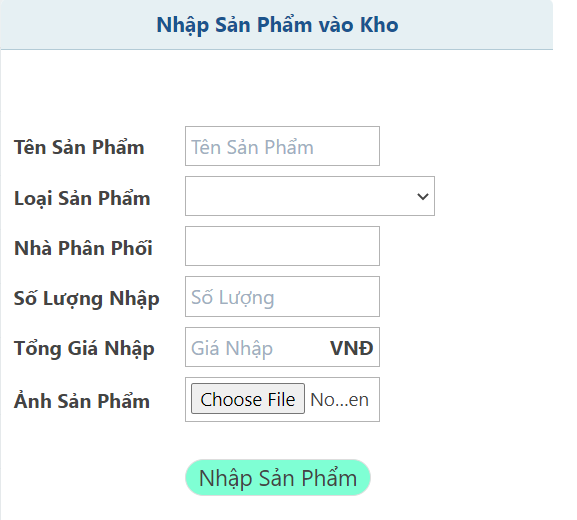 Nhập Sản Phẩm vào Kho
Tên Sản Phẩm Tên Sản Phẩm
Loại Sản Phẩm
Nhà Phân Phối
Số Lượng Nhập Số Lượng
Tổng Giá Nhập Giá Nhập VNĐ
Ảnh Sản Phẩm Choose File No...en
Nhập Sản Phẩm